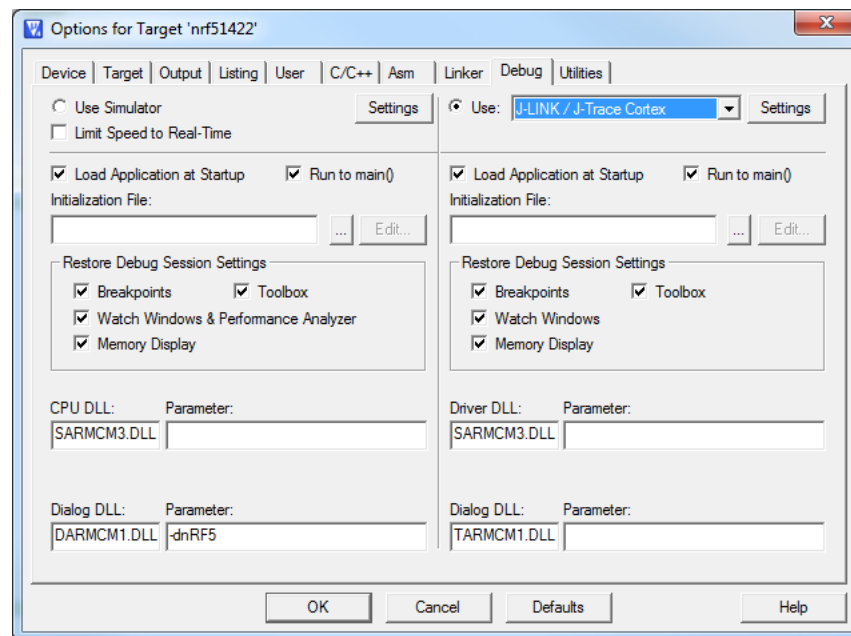 Options for Target 'nrf51422'
Device Target Output Listing User C/C++ Asm Linker Debug Utilities
Use Simulator Settings
Limit Speed to Real-Time
Use: J-LINK / J-Trace Cortex Settings
Load Application at Startup Run to main()
Initialization File:
... Edit...
Restore Debug Session Settings
Breakpoints Toolbox
Watch Windows & Performance Analyzer
Memory Display
CPU DLL: Parameter:
SARMCM3.DLL
Dialog DLL: Parameter:
DARMCM1.DLL -dnRF5
Load Application at Startup Run to main()
Initialization File:
... Edit...
Restore Debug Session Settings
Breakpoints Toolbox
Watch Windows
Memory Display
Driver DLL: Parameter:
SARMCM3.DLL
Dialog DLL: Parameter:
TARMCM1.DLL
OK Cancel Defaults Help